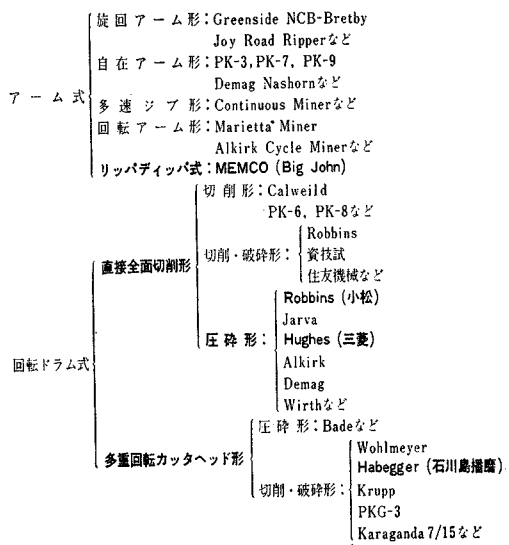 旋回アーム形：Greenside NCB-Bretby
Joy Road Ripperなど
自在アーム形：PK-3, PK-7, PK-9
Demag Nashornなど
アーム式
多速ジブ形：Continuous Minerなど
回転アーム形：Marietta Miner
Alkirk Cycle Minerなど
リッパディッパ式：MEMCO (Big John)
切削形：Calweild
PK-6, PK-8など
切削・破砕形：
Robbins
資技試
住友機械など
直接全面切削形
Robbins (小松)
Jarva
圧砕形：
Hughes (三菱)
Alkirk
Demag
Wirthなど
回転ドラム式
圧砕形：Badeなど
多重回転カッタヘッド形
Wohlmeyer
Habegger (石川島播磨)
切削・破砕形：
Krupp
PKG-3
Karaganda 7/15など